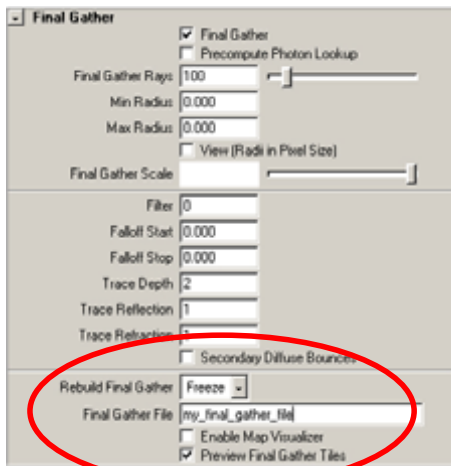 - Final Gather
Final Gather
Precompute Photon Lookup
Final Gather Rays 100
Min Radius 0.000
Max Radius 0.000
View (Radii in Pixel Size)
Final Gather Scale
Filter 0
Falloff Start 0.000
Falloff Stop 0.000
Trace Depth 2
Trace Reflection 1
Trace Refraction 1
Secondary Diffuse Bounces
Rebuild Final Gather Freeze
Final Gather File my_final_gather_file
Enable Map Visualizer
Preview Final Gather Tiles